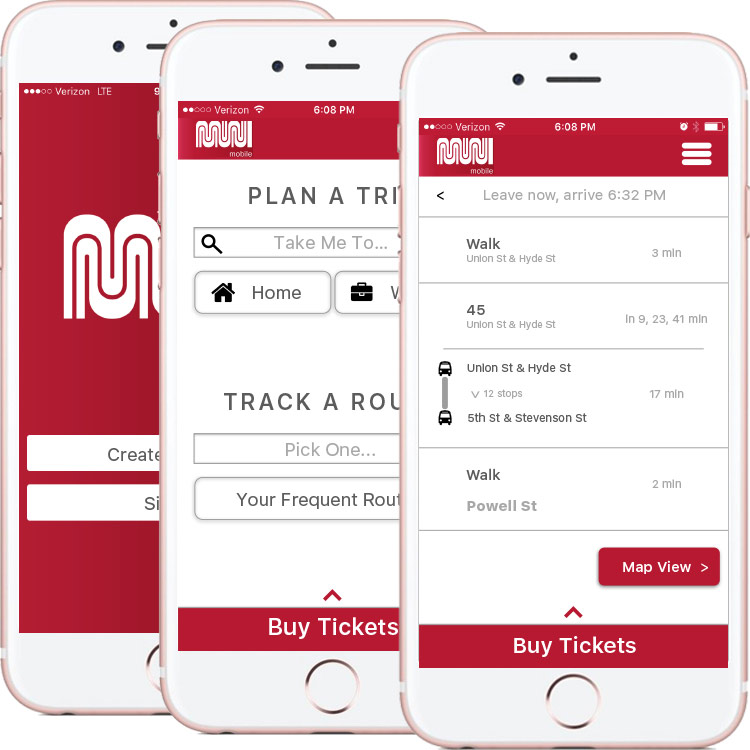 Verizon LTE 9
Create
Si
Verizon 6:08 PM
MUNI
mobile
PLAN A TRI
Take Me To...
Home W
TRACK A ROU
Pick One...
Your Frequent Rout
Buy Tickets
Verizon 6:08 PM
MUNI
mobile
< Leave now, arrive 6:32 PM
Walk
Union St & Hyde St
3 min
45
Union St & Hyde St
in 9, 23, 41 min
Union St & Hyde St
12 stops
17 min
5th St & Stevenson St
Walk
2 min
Powell St
Map View >
Buy Tickets